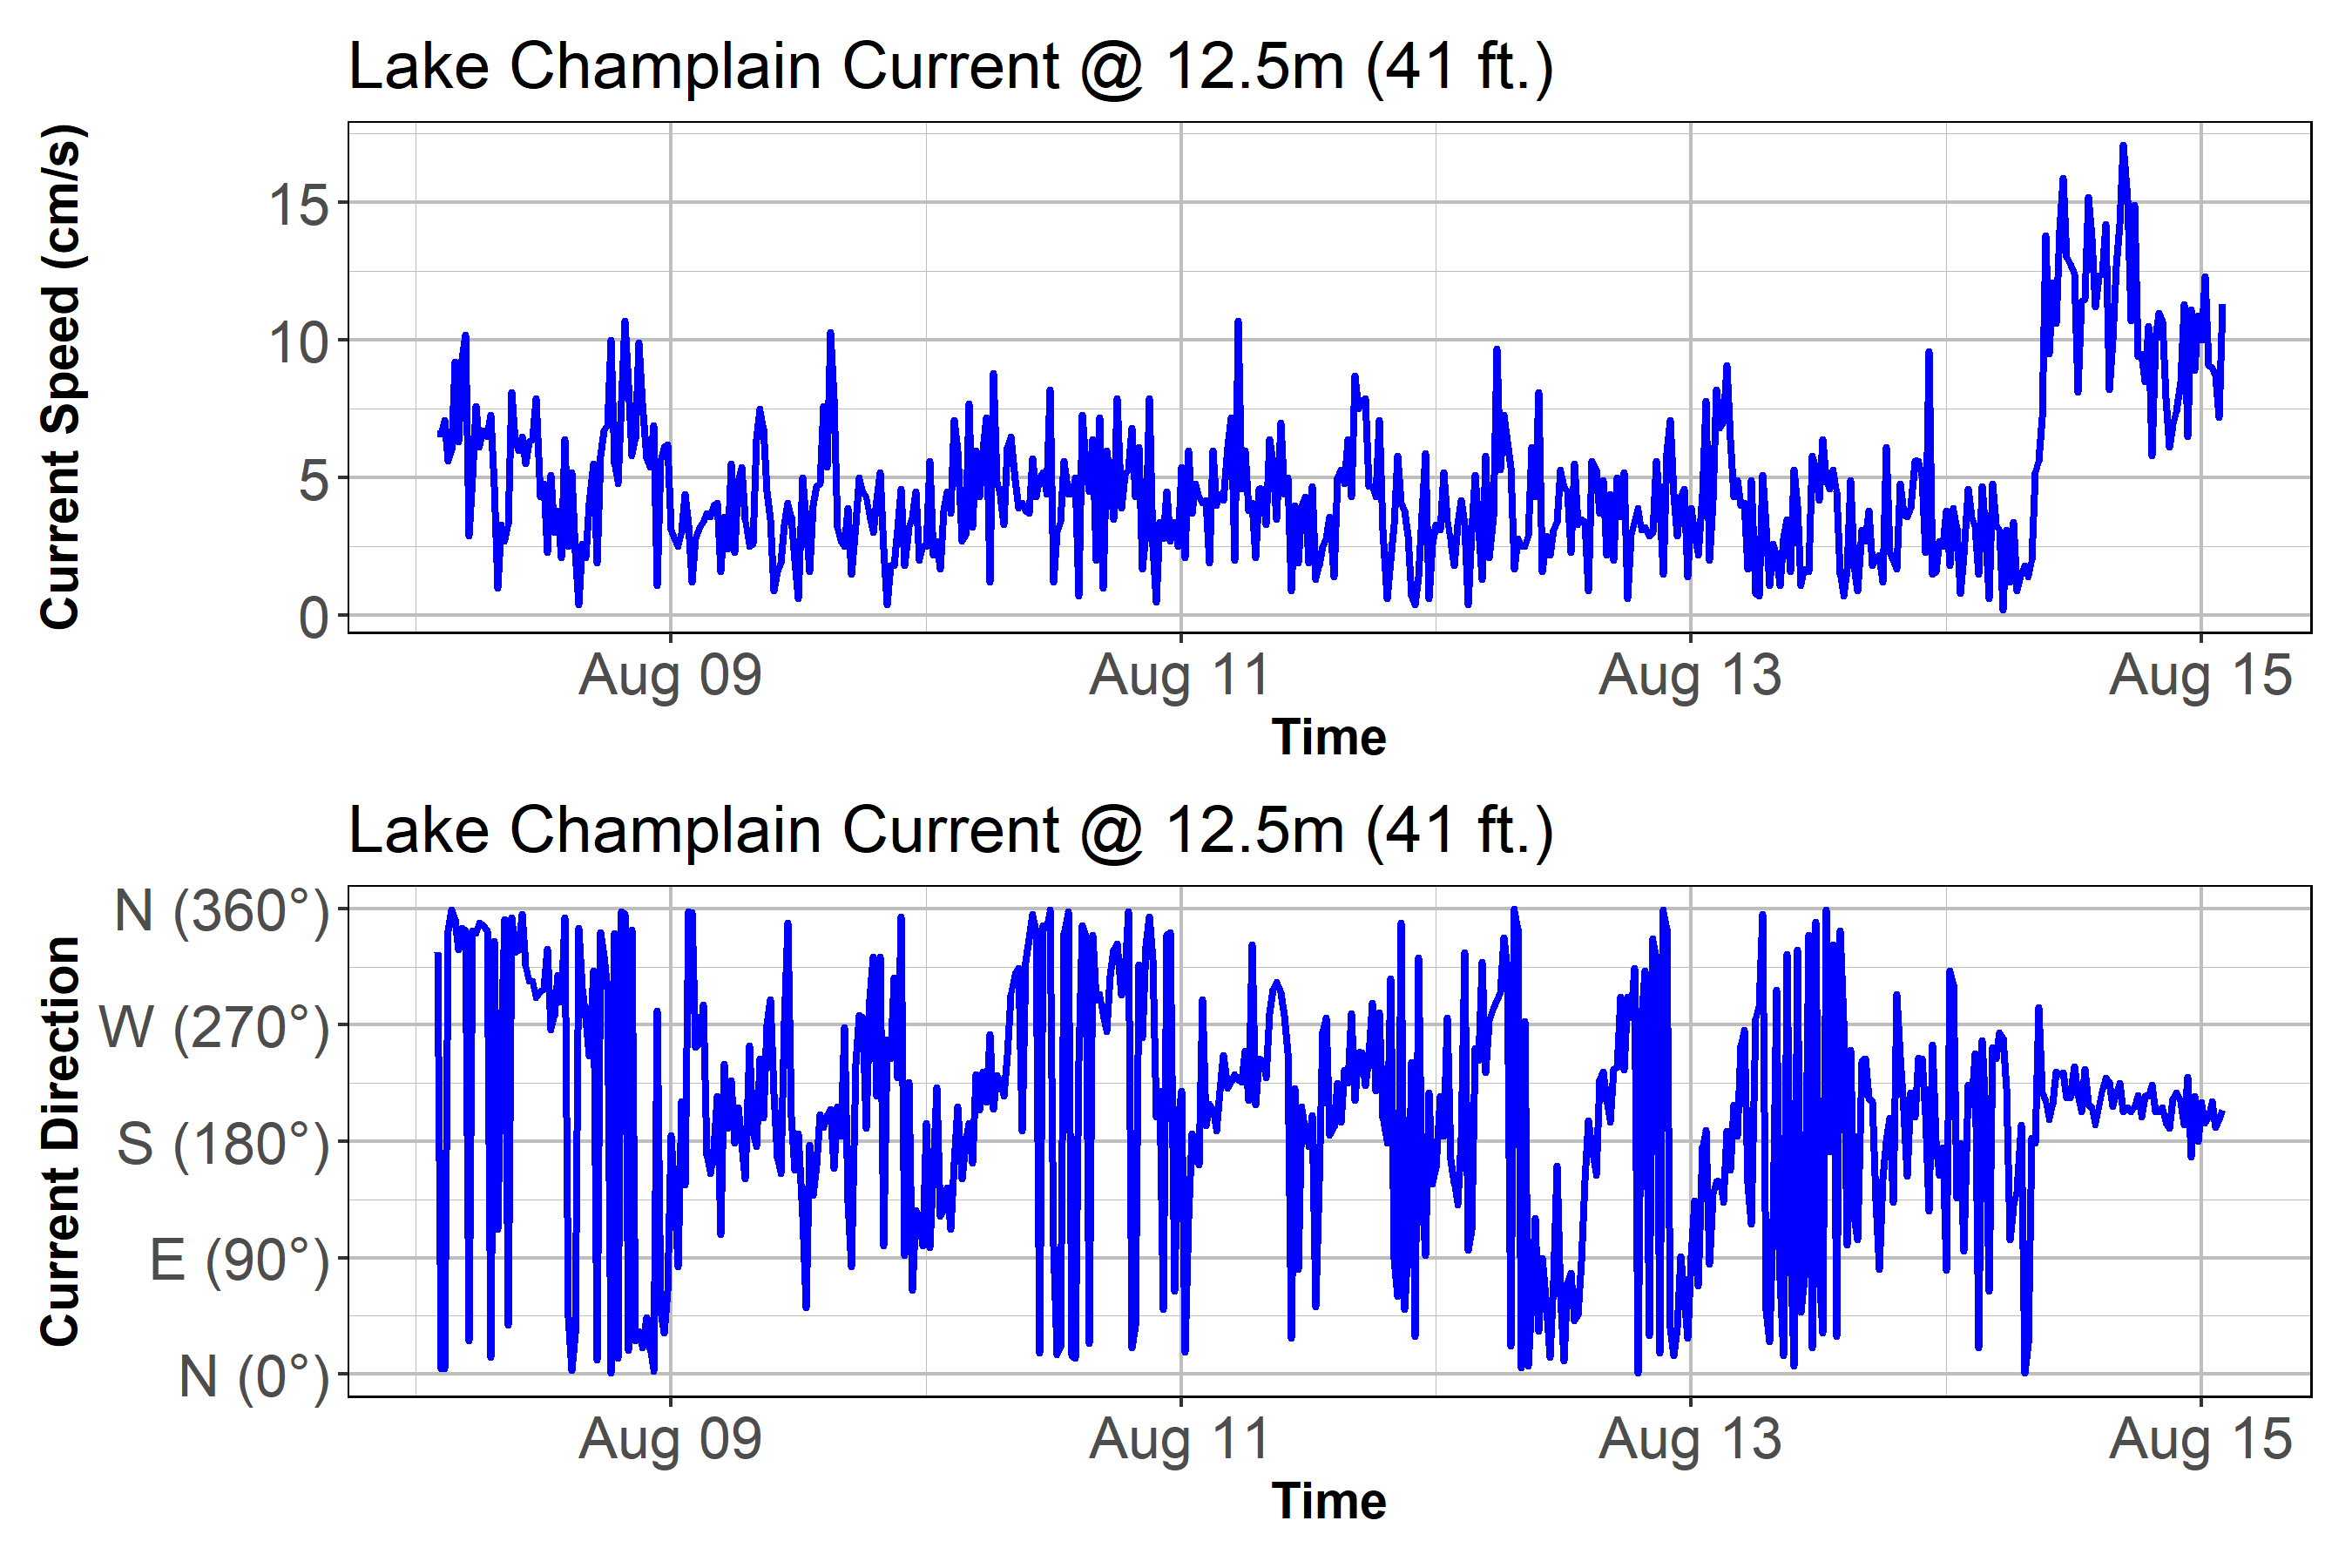 Lake Champlain Current @ 12.5m (41 ft.)
Current Speed (cm/s)
15
10
5
0
Aug 09 Aug 11 Aug 13 Aug 15
Time
Lake Champlain Current @ 12.5m (41 ft.)
Current Direction
N (360°)
W (270°)
S (180°)
E (90°)
N (0°)
Aug 09 Aug 11 Aug 13 Aug 15
Time